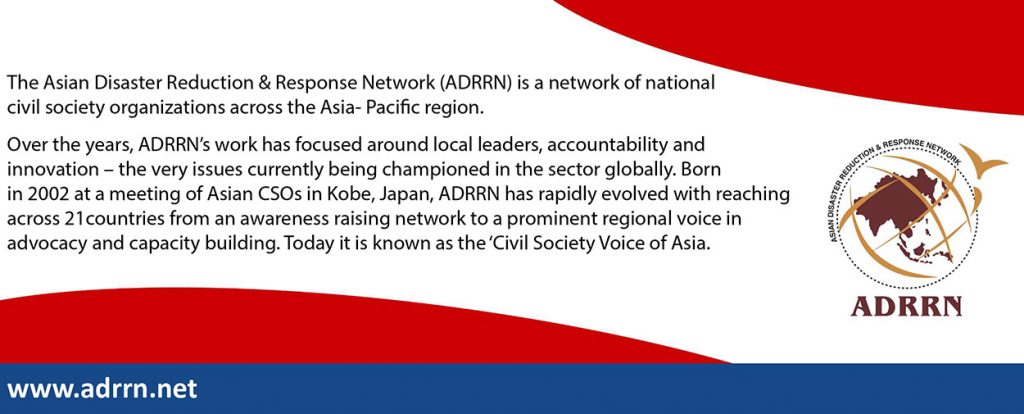 The Asian Disaster Reduction & Response Network (ADRRN) is a network of national
civil society organizations across the Asia- Pacific region.
Over the years, ADRRN’s work has focused around local leaders, accountability and
innovation – the very issues currently being championed in the sector globally. Born
in 2002 at a meeting of Asian CSOs in Kobe, Japan, ADRRN has rapidly evolved with reaching
across 21countries from an awareness raising network to a prominent regional voice in
advocacy and capacity building. Today it is known as the ‘Civil Society Voice of Asia.
ASIAN DISASTER REDUCTION & RESPONSE NETWORK
ADRRN
www.adrrn.net